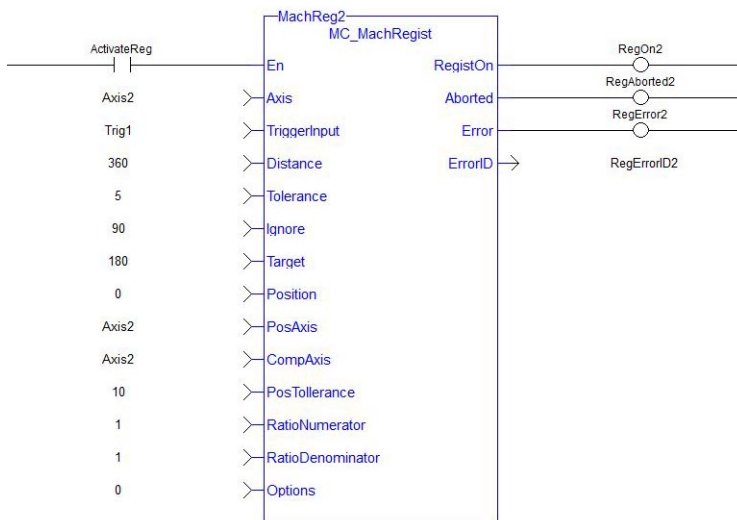 MachReg2
MC_MachRegist
ActivateReg En RegistOn RegOn2
Axis2 Axis Aborted RegAborted2
Trig1 TriggerInput Error RegError2
360 Distance ErrorID RegErrorID2
5 Tolerance
90 Ignore
180 Target
0 Position
Axis2 PosAxis
Axis2 CompAxis
10 PosTollerance
1 RatioNumerator
1 RatioDenominator
0 Options